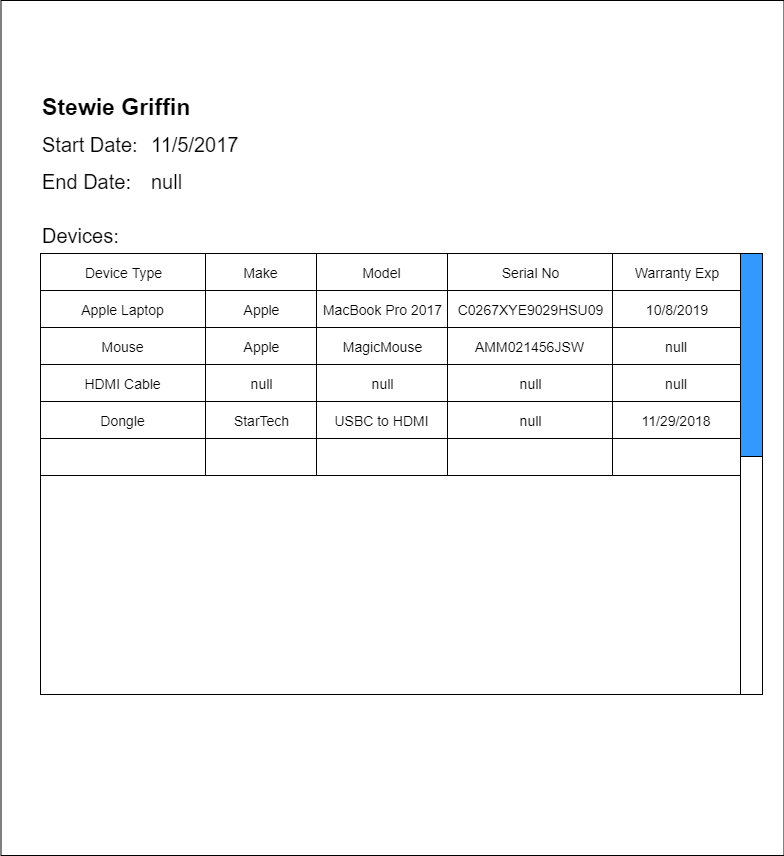 Stewie Griffin
Start Date: 11/5/2017
End Date: null
Devices:
Device Type Make Model Serial No Warranty Exp
Apple Laptop Apple MacBook Pro 2017 C0267XYE9029HSU09 10/8/2019
Mouse Apple MagicMouse AMM021456JSW null
HDMI Cable null null null null
Dongle StarTech USBC to HDMI null 11/29/2018